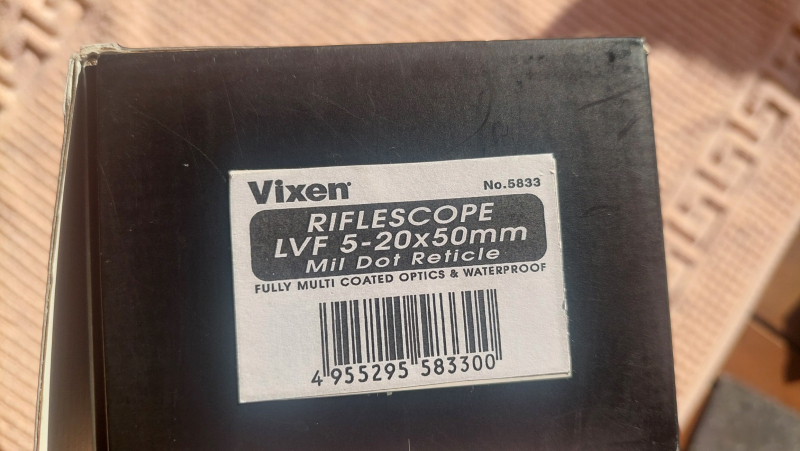 Vixen
No.5833
RIFLESCOPE
LVF 5-20x50mm
Mil Dot Reticle
FULLY MULTI COATED OPTICS & WATERPROOF
4 955295 583300